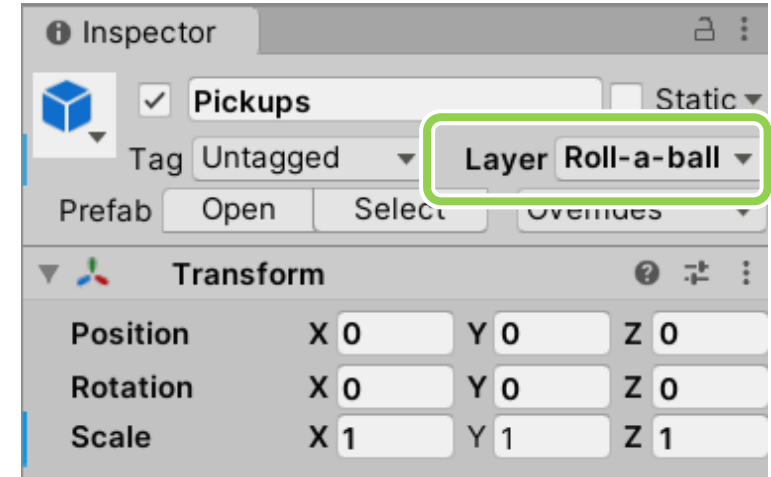 Inspector
Pickups Static
Tag Untagged Layer Roll-a-ball
Prefab Open Select Overrides
Transform
Position X 0 Y 0 Z 0
Rotation X 0 Y 0 Z 0
Scale X 1 Y 1 Z 1